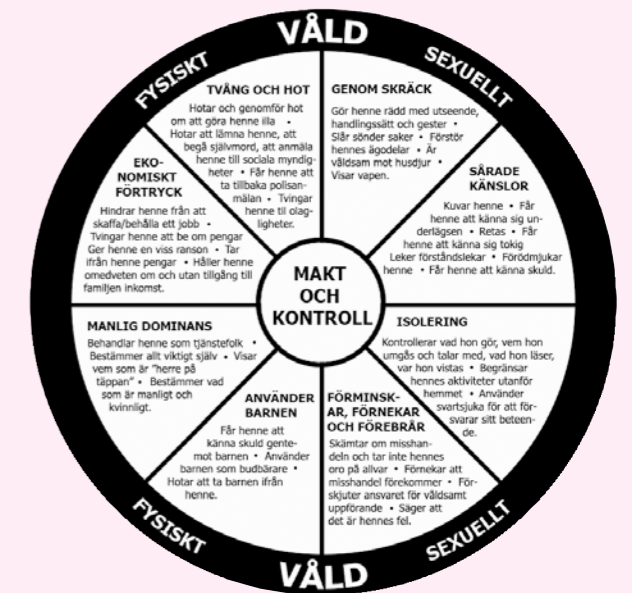 VÅLD
FYSISKT
SEXUELLT
TVÅNG OCH HOT
Hotar och genomför hot
om att göra henne illa •
Hotar att lämna henne, att
begå självmord, att anmäla
henne till sociala myndig-
heter • Får henne att
ta tillbaka polisan-
mälan • Tvingar
henne til olag-
ligheter.
GENOM SKRÄCK
Gör henne rädd med utseende,
handlingssätt och gester •
Slår sönder saker • Förstör
hennes ägodelar • Är
våldsam mot husdjur •
Visar vapen.
SÅRADE
KÄNSLOR
Kuvar henne • Får
henne att känna sig un-
derlägsen • Retas • Får
henne att känna sig tokig
Leker förståndslekar • Förödmjukar
henne • Får henne att känna skuld.
EKO-
NOMISKT
FÖRTRYCK
Hindrar henne från att
skaffa/behålla ett jobb •
Tvingar henne att be om pengar
Ger henne en viss ranson • Tar
ifrån henne pengar • Håller henne
omedveten om och utan tillgång till
familjen inkomst.
MAKT
OCH
KONTROLL
MANLIG DOMINANS
Behandlar henne som tjänstefolk •
Bestämmer allt viktigt själv • Visar
vem som är "herre på
täppan" • Bestämmer vad
som är manligt och
kvinnligt.
ISOLERING
Kontrollerar vad hon gör, vem hon
umgås och talar med, vad hon läser,
var hon vistas • Begränsar
hennes aktiviteter utanför
hemmet • Använder
svartsjuka för att för-
svarar sitt beteen-
de.
ANVÄNDER
BARNEN
Får henne att
känna skuld gente-
mot barnen • Använder
barnen som budbärare •
Hotar att ta barnen ifrån
henne.
FÖRMINSK-
AR, FÖRNEKAR
OCH FÖREBRÅR
Skämtar om misshan-
deln och tar inte hennes
oro på allvar • Förnekar att
misshandel förekommer • För-
skjuter ansvaret för våldsamt
uppförande • Säger att
det är hennes fel.
FYSISKT
SEXUELLT
VÅLD